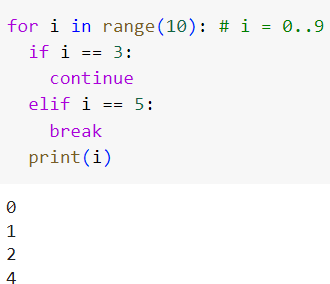 for i in range(10): # i = 0..9
  if i == 3:
    continue
  elif i == 5:
    break
  print(i)
0
1
2
4